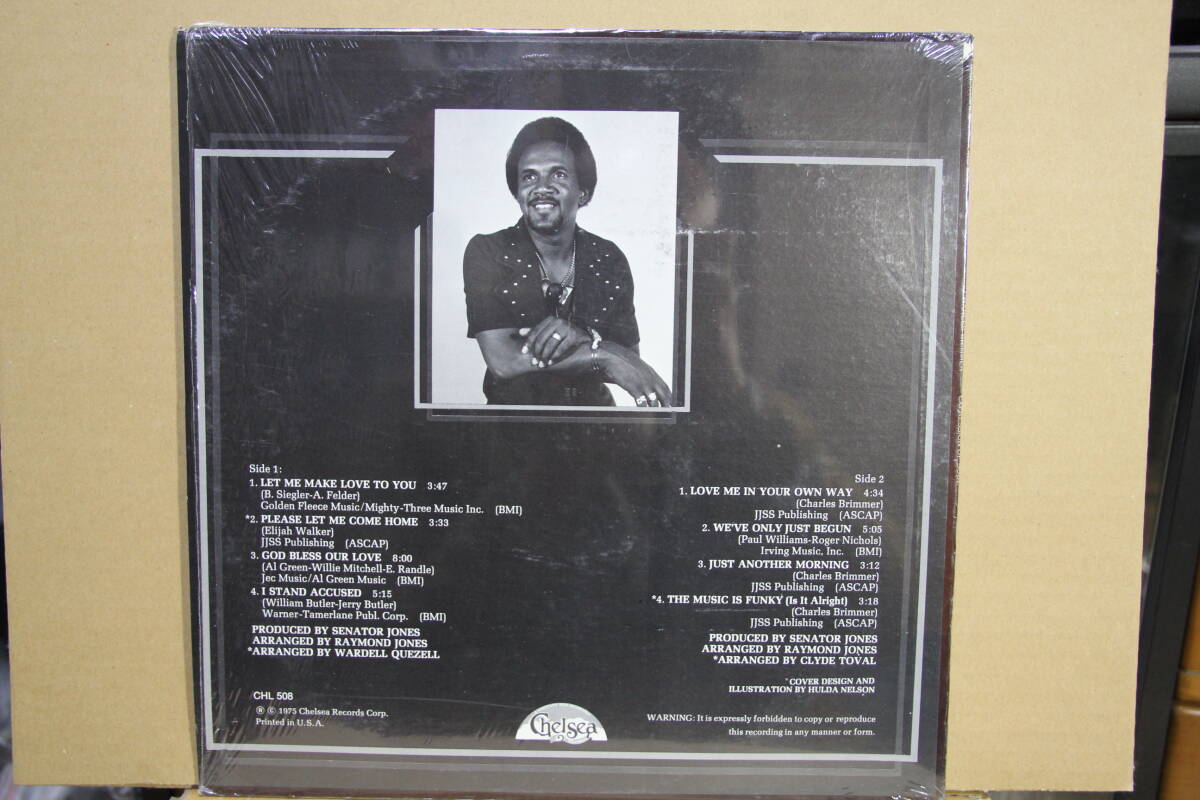 Side 1:
1. LET ME MAKE LOVE TO YOU 3:47
(B. Siegler-A. Felder)
Golden Fleece Music/Mighty-Three Music Inc. (BMI)
*2. PLEASE LET ME COME HOME 3:33
(Elijah Walker)
JJSS Publishing (ASCAP)
3. GOD BLESS OUR LOVE 8:00
(Al Green-Willie Mitchell-E. Randle)
Jec Music/Al Green Music (BMI)
4. I STAND ACCUSED 5:15
(William Butler-Jerry Butler)
Warner-Tamerlane Publ. Corp. (BMI)
PRODUCED BY SENATOR JONES
ARRANGED BY RAYMOND JONES
*ARRANGED BY WARDELL QUEZELL
CHL 508
℗ © 1975 Chelsea Records Corp.
Printed in U.S.A.
Chelsea
Side 2
1. LOVE ME IN YOUR OWN WAY 4:34
(Charles Brimmer)
JJSS Publishing (ASCAP)
2. WE'VE ONLY JUST BEGUN 5:05
(Paul Williams-Roger Nichols)
Irving Music, Inc. (BMI)
3. JUST ANOTHER MORNING 3:12
(Charles Brimmer)
JJSS Publishing (ASCAP)
*4. THE MUSIC IS FUNKY (Is It Alright) 3:18
(Charles Brimmer)
JJSS Publishing (ASCAP)
PRODUCED BY SENATOR JONES
ARRANGED BY RAYMOND JONES
*ARRANGED BY CLYDE TOVAL
COVER DESIGN AND
ILLUSTRATION BY HULDA NELSON
WARNING: It is expressly forbidden to copy or reproduce
this recording in any manner or form.